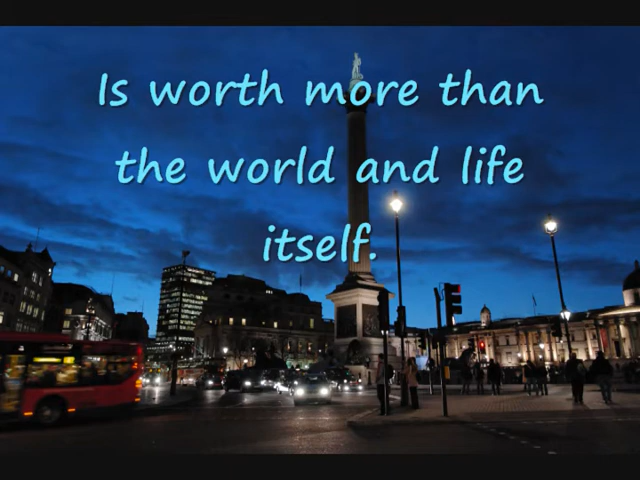 Is worth more than
the world and life
itself.